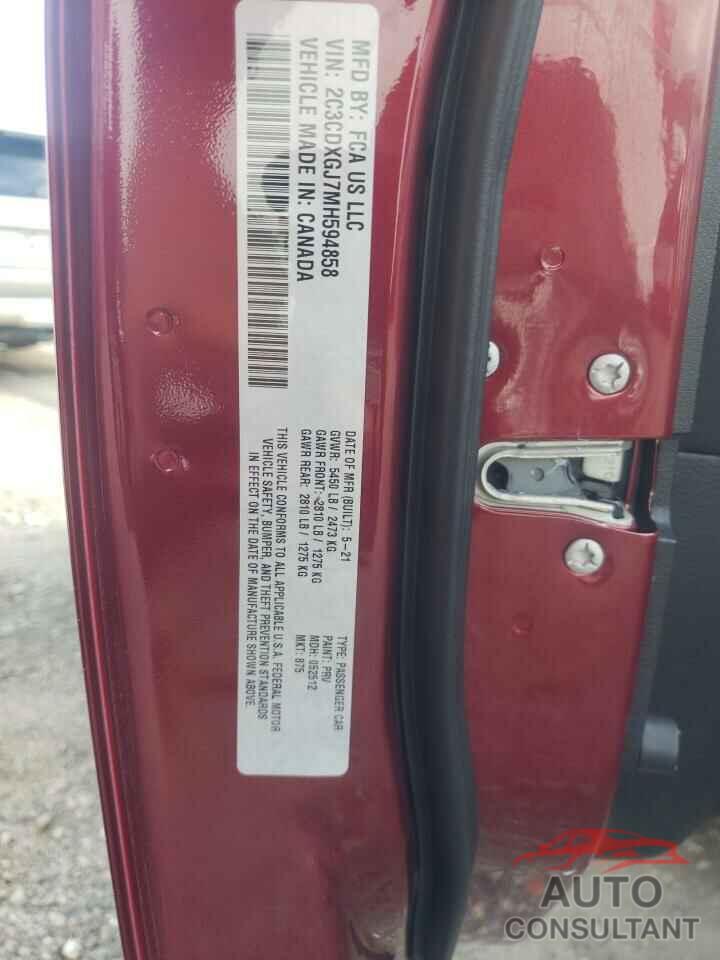 MFD BY: FCA US LLC
VIN: 2C3CDXGJ7MH594858
VEHICLE MADE IN: CANADA
DATE OF MFR (BUILT): 5-21
GVWR: 5450 LB / 2473 KG
GAWR FRONT: 2810 LB / 1275 KG
GAWR REAR: 2810 LB / 1275 KG
THIS VEHICLE CONFORMS TO ALL APPLICABLE U.S.A. FEDERAL MOTOR
VEHICLE SAFETY, BUMPER, AND THEFT PREVENTION STANDARDS
IN EFFECT ON THE DATE OF MANUFACTURE SHOWN ABOVE.
TYPE: PASSENGER CAR
PAINT: PRV
MDH: 052512
MKT: 875
AUTO
CONSULTANT